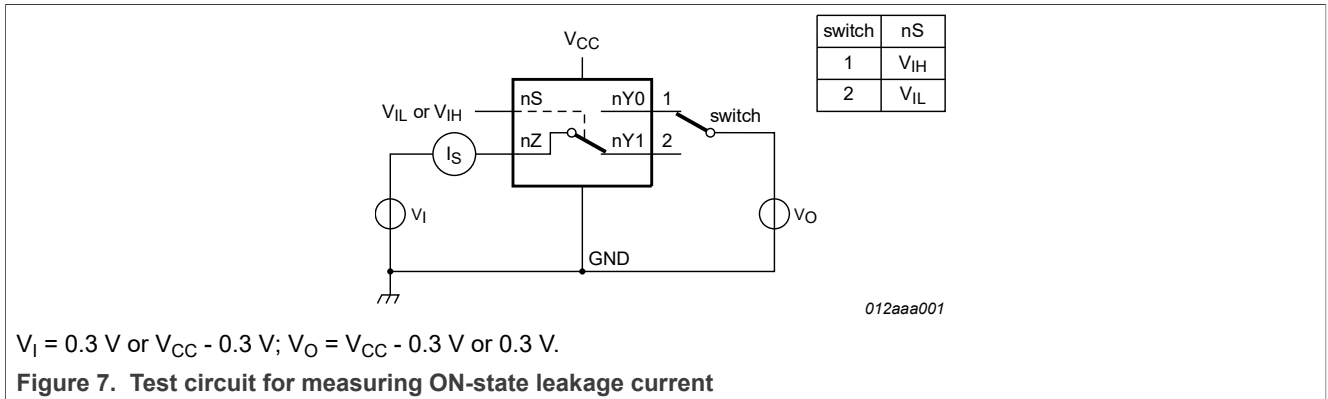 switch nS
1 VIH
2 VIL
VCC
nS nY0 1
VIL or VIH
switch
nZ nY1 2
IS
VI
VO
GND
012aaa001
VI = 0.3 V or VCC - 0.3 V; VO = VCC - 0.3 V or 0.3 V.
Figure 7. Test circuit for measuring ON-state leakage current